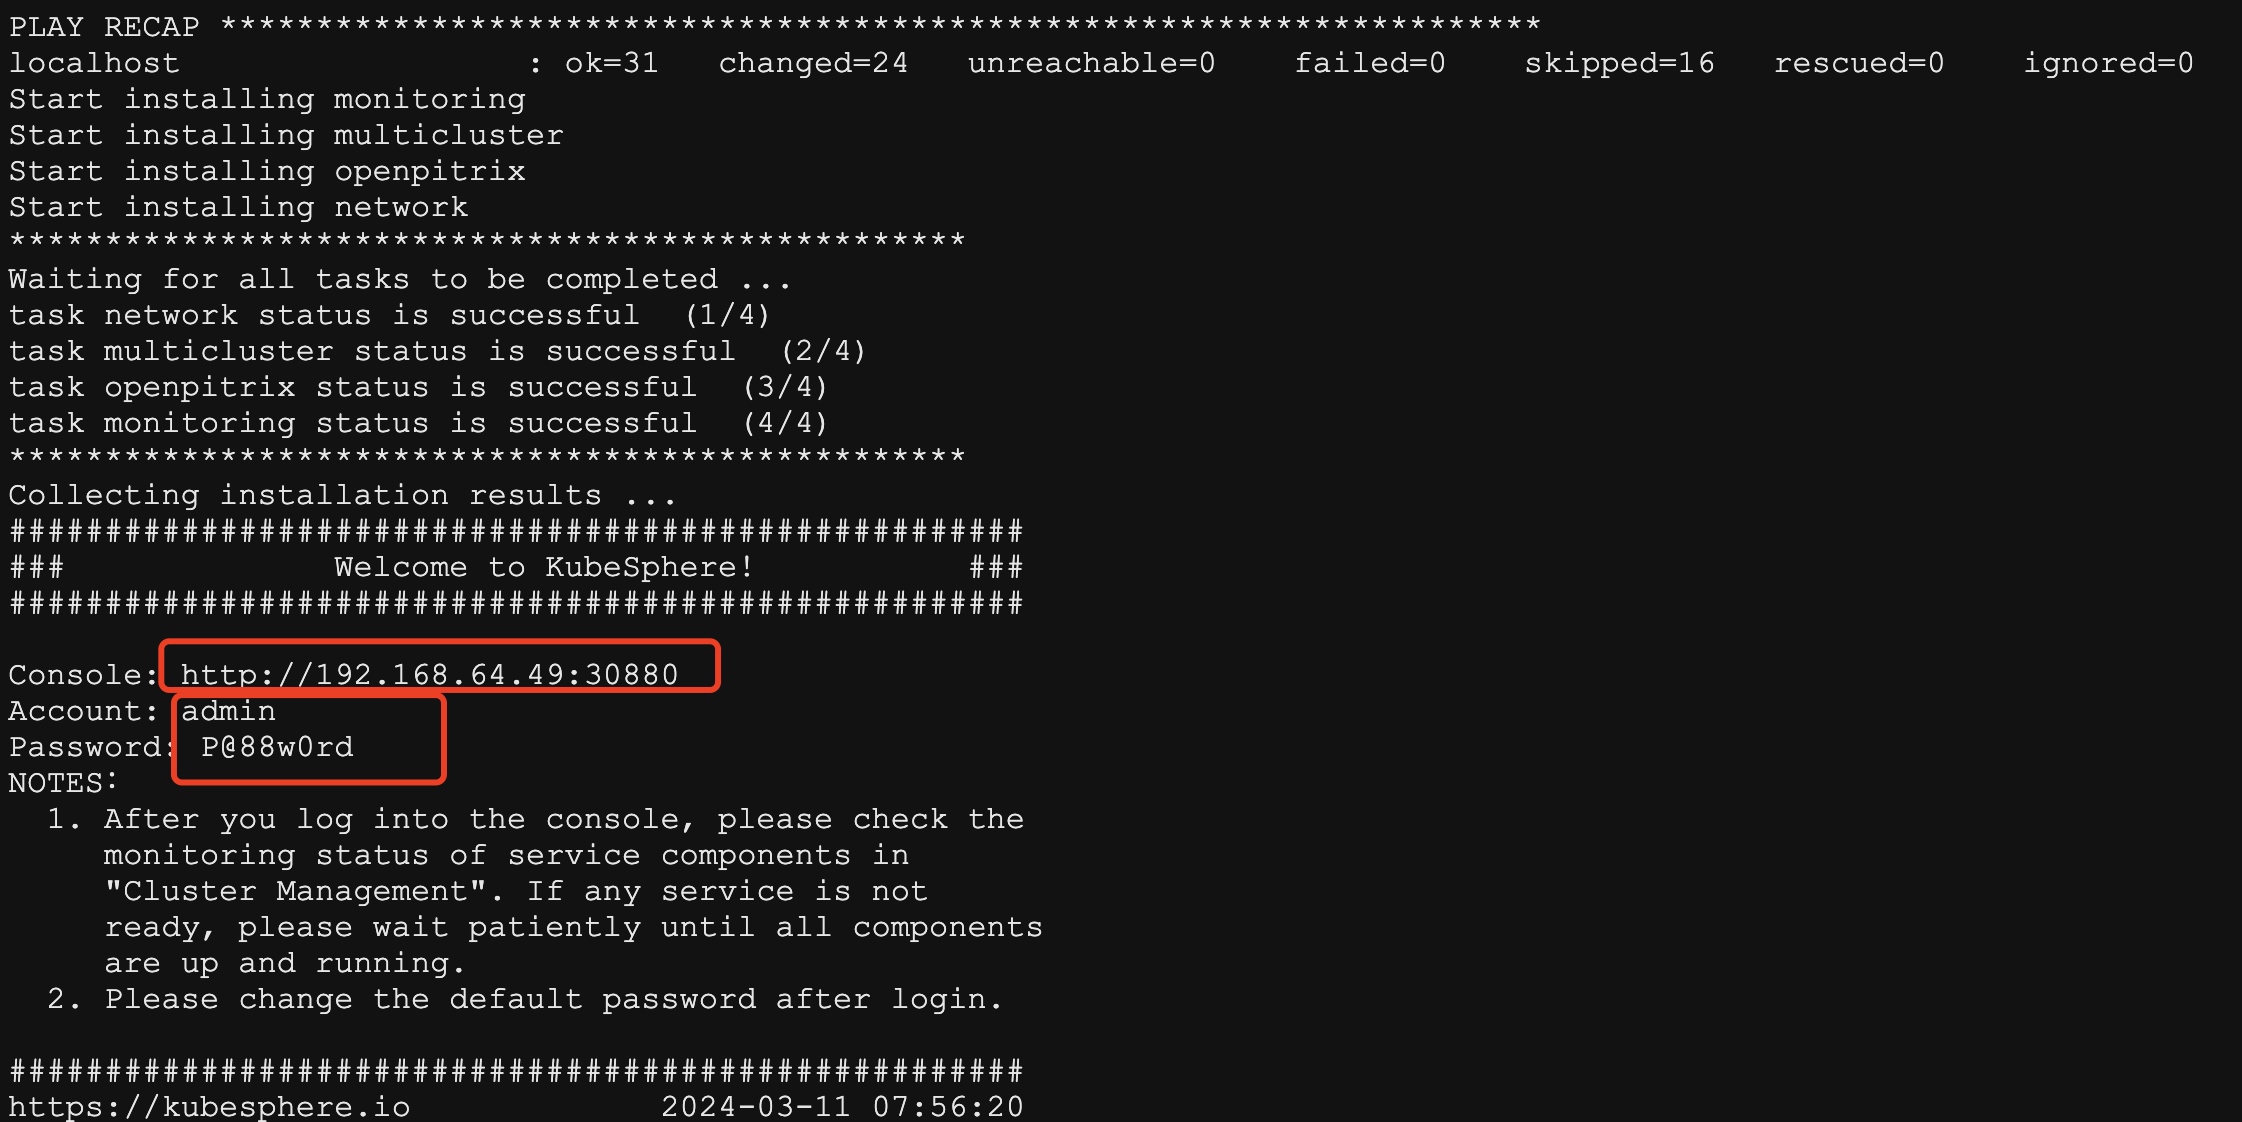 PLAY RECAP *********************************************************************
localhost                  : ok=31   changed=24   unreachable=0    failed=0    skipped=16   rescued=0    ignored=0
Start installing monitoring
Start installing multicluster
Start installing openpitrix
Start installing network
**************************************************
Waiting for all tasks to be completed ...
task network status is successful  (1/4)
task multicluster status is successful  (2/4)
task openpitrix status is successful  (3/4)
task monitoring status is successful  (4/4)
**************************************************
Collecting installation results ...
#####################################################
###              Welcome to KubeSphere!           ###
#####################################################
Console: http://192.168.64.49:30880
Account: admin
Password: P@88w0rd
NOTES:
  1. After you log into the console, please check the
     monitoring status of service components in
     "Cluster Management". If any service is not
     ready, please wait patiently until all components
     are up and running.
  2. Please change the default password after login.
#####################################################
https://kubesphere.io             2024-03-11 07:56:20